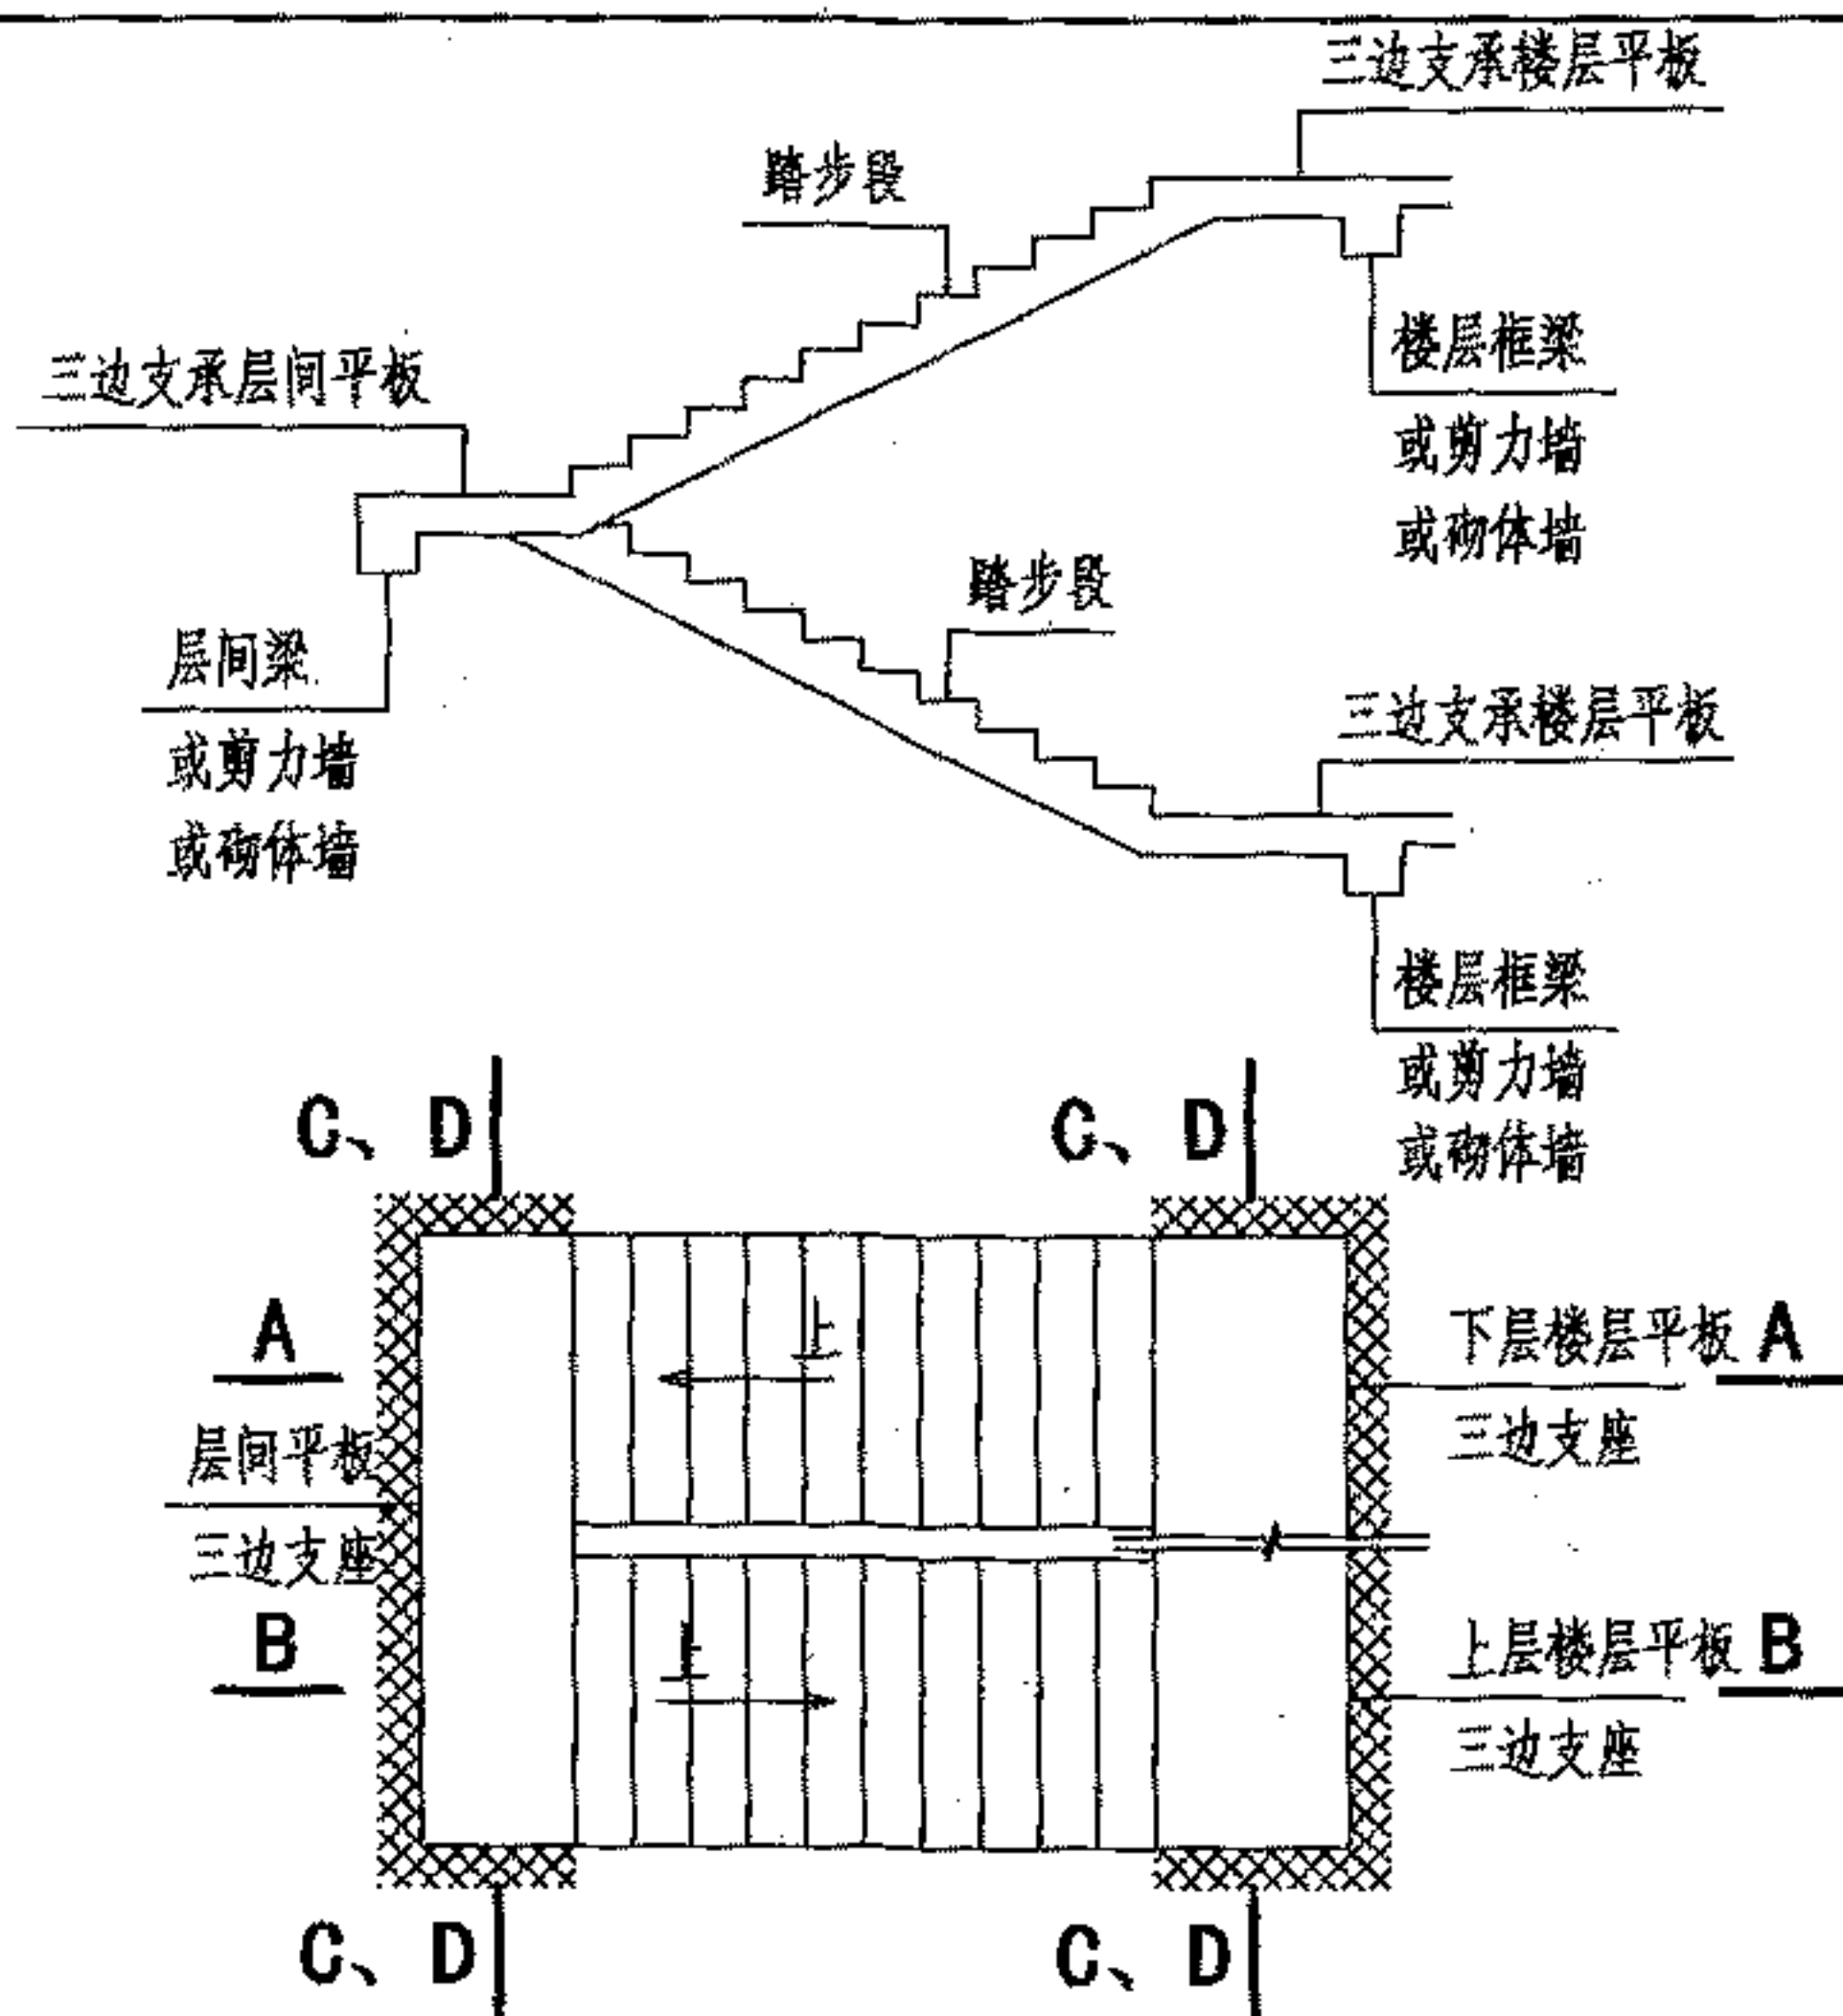 三边支承楼层平板
踏步段
楼层框梁
或剪力墙
或砌体墙
三边支承层间平板
踏步段
层间梁
或剪力墙
或砌体墙
三边支承楼层平板
楼层框梁
或剪力墙
或砌体墙
C、D
C、D
上
A
下层楼层平板 A
三边支座
层间平板
三边支座
B
上
上层楼层平板 B
三边支座
C、D
C、D